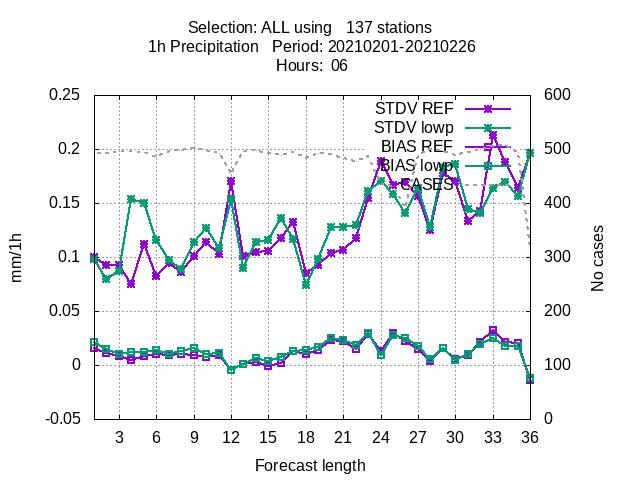 Selection: ALL using 137 stations
1h Precipitation Period: 20210201-20210226
Hours: 06
0.25
0.2
0.15
0.1
0.05
0
-0.05
mm/1h
STDV REF
STDV lowp
BIAS REF
BIAS lowp
CASES
600
500
400
300
200
100
0
No cases
3 6 9 12 15 18 21 24 27 30 33 36
Forecast length